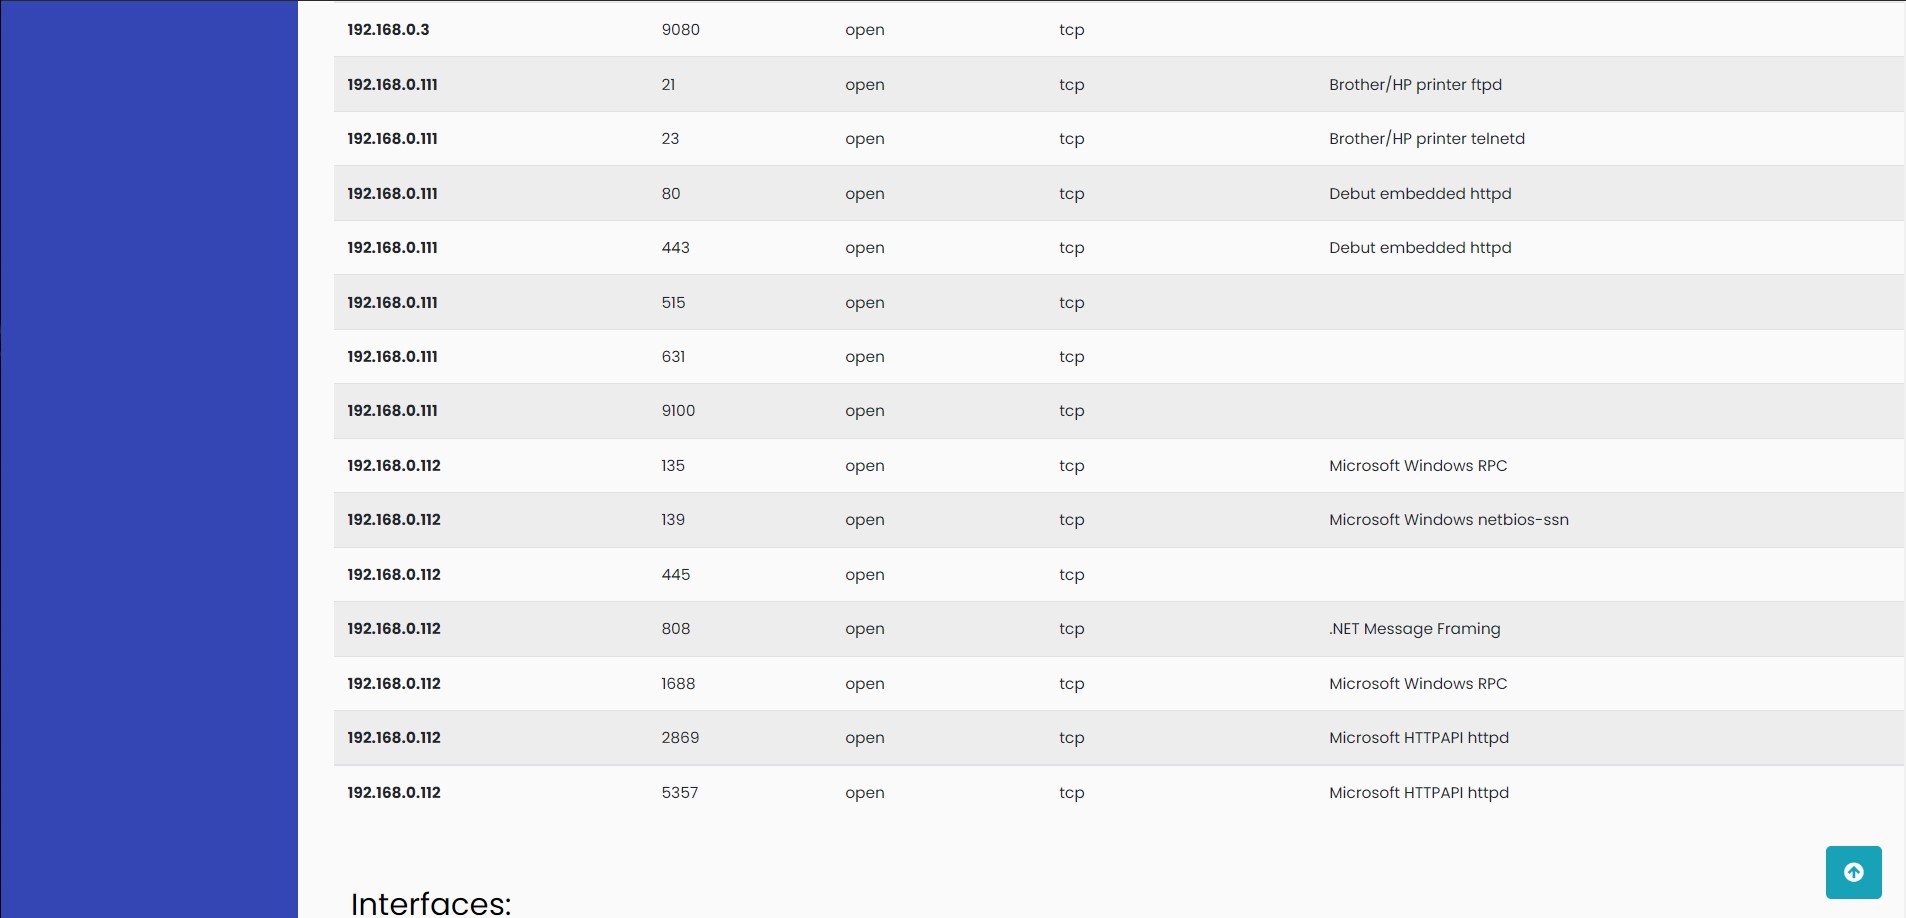 192.168.0.3 9080 open tcp
192.168.0.111 21 open tcp Brother/HP printer ftpd
192.168.0.111 23 open tcp Brother/HP printer telnetd
192.168.0.111 80 open tcp Debut embedded httpd
192.168.0.111 443 open tcp Debut embedded httpd
192.168.0.111 515 open tcp
192.168.0.111 631 open tcp
192.168.0.111 9100 open tcp
192.168.0.112 135 open tcp Microsoft Windows RPC
192.168.0.112 139 open tcp Microsoft Windows netbios-ssn
192.168.0.112 445 open tcp
192.168.0.112 808 open tcp .NET Message Framing
192.168.0.112 1688 open tcp Microsoft Windows RPC
192.168.0.112 2869 open tcp Microsoft HTTPAPI httpd
192.168.0.112 5357 open tcp Microsoft HTTPAPI httpd
Interfaces: